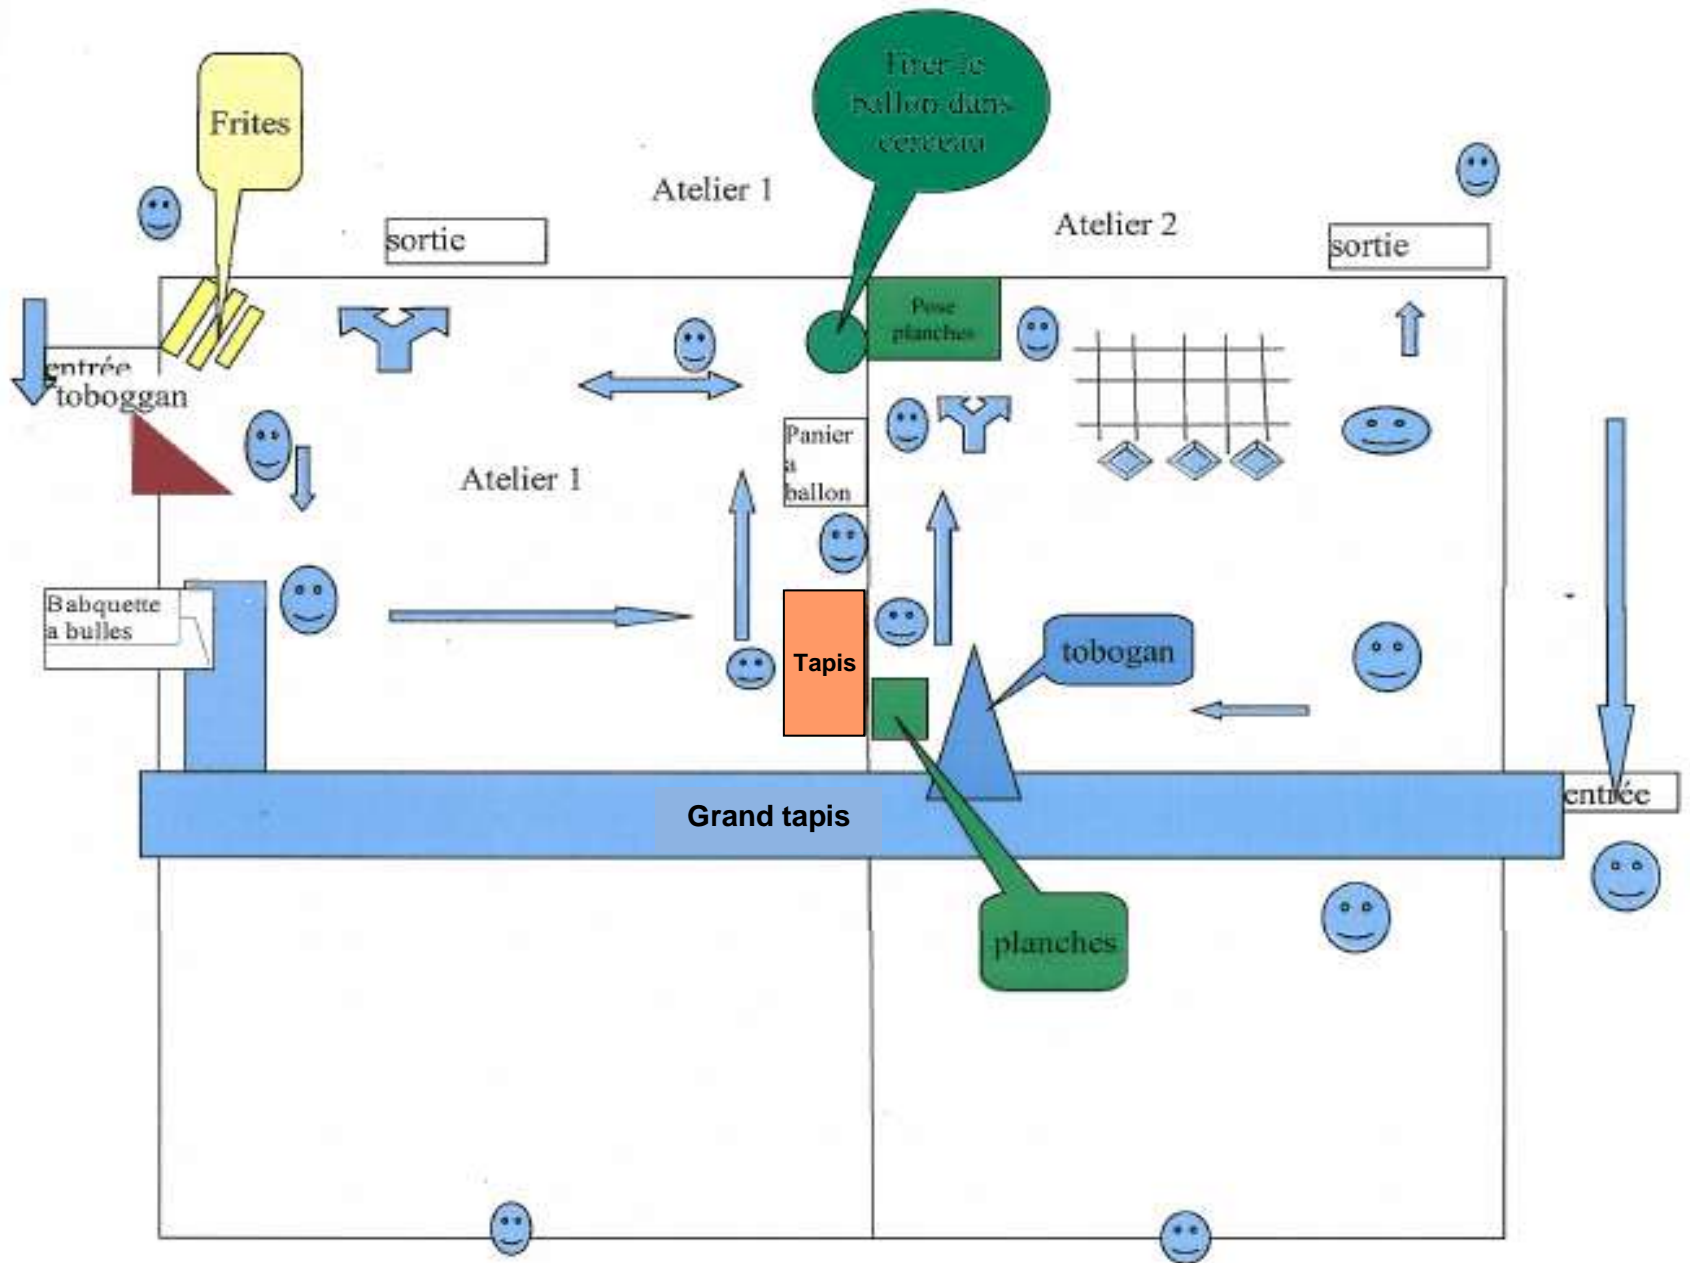 Frites
Tirer le
ballon dans
cerceau
Atelier 1
Atelier 2
sortie
sortie
Pose
planches
entrée
toboggan
Panier
a
ballon
Atelier 1
Babquette
a bulles
Tapis
tobogan
Grand tapis
entrée
planches